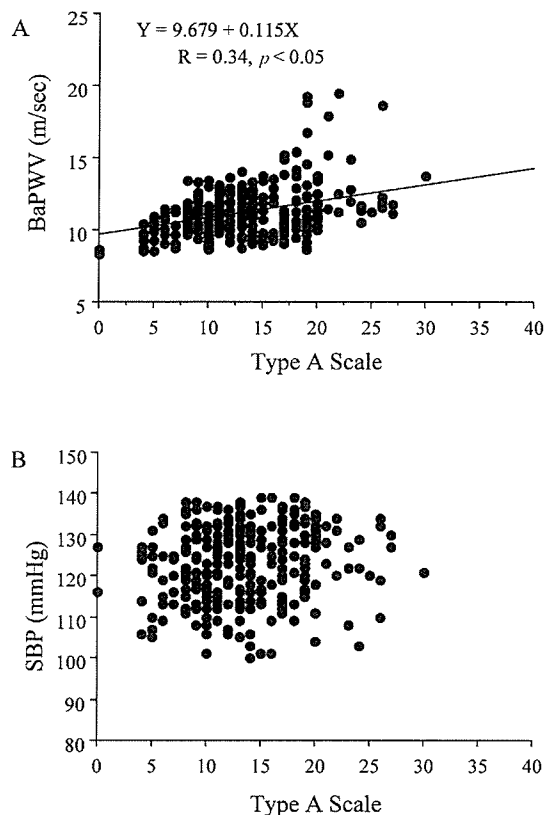 A
Y = 9.679 + 0.115X
R = 0.34, p < 0.05
25
20
15
10
5
BaPWV (m/sec)
0 5 10 15 20 25 30 35 40
Type A Scale
B
150
140
130
120
110
100
90
80
SBP (mmHg)
0 5 10 15 20 25 30 35 40
Type A Scale